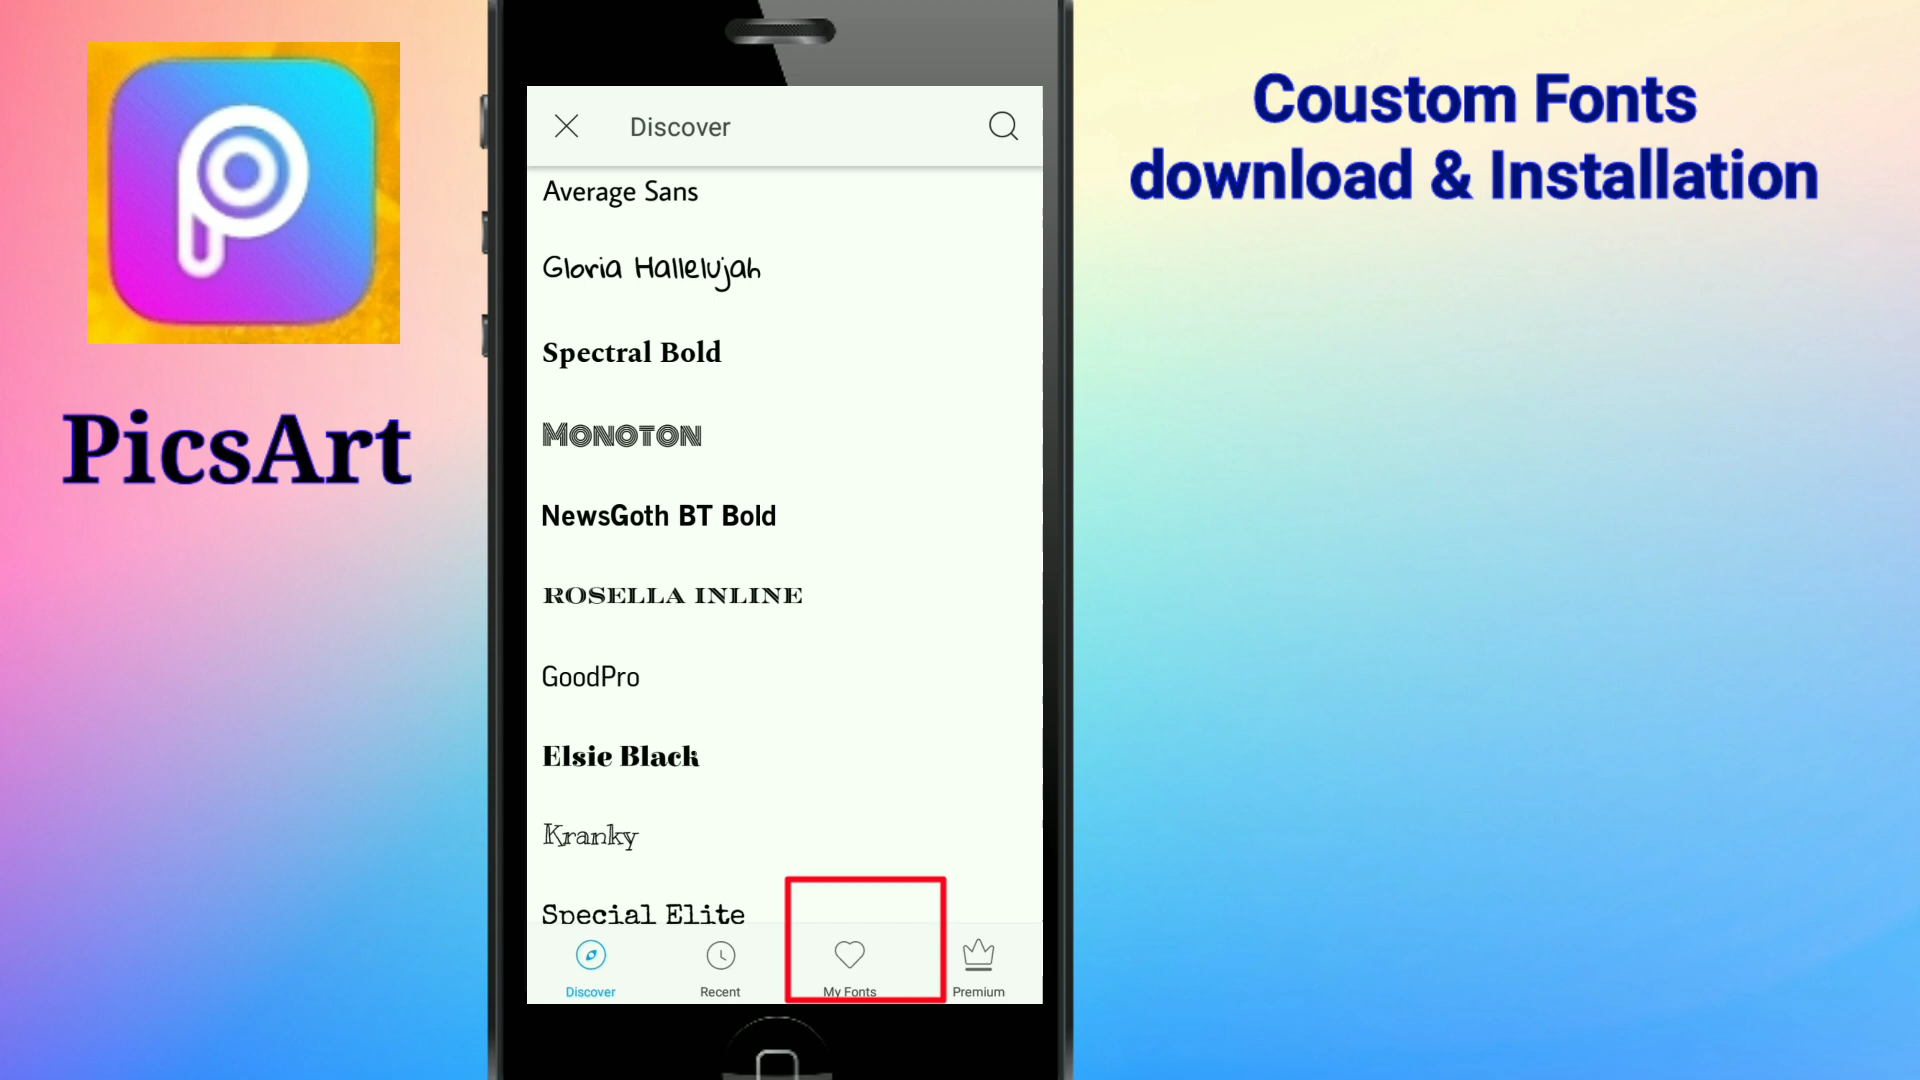 PicsArt
Discover
Average Sans
Gloria Hallelujah
Spectral Bold
MONOTON
NewsGoth BT Bold
ROSELLA INLINE
GoodPro
Elsie Black
Kranky
Special Elite
Discover
Recent
My Fonts
Premium
Coustom Fonts
download & Installation